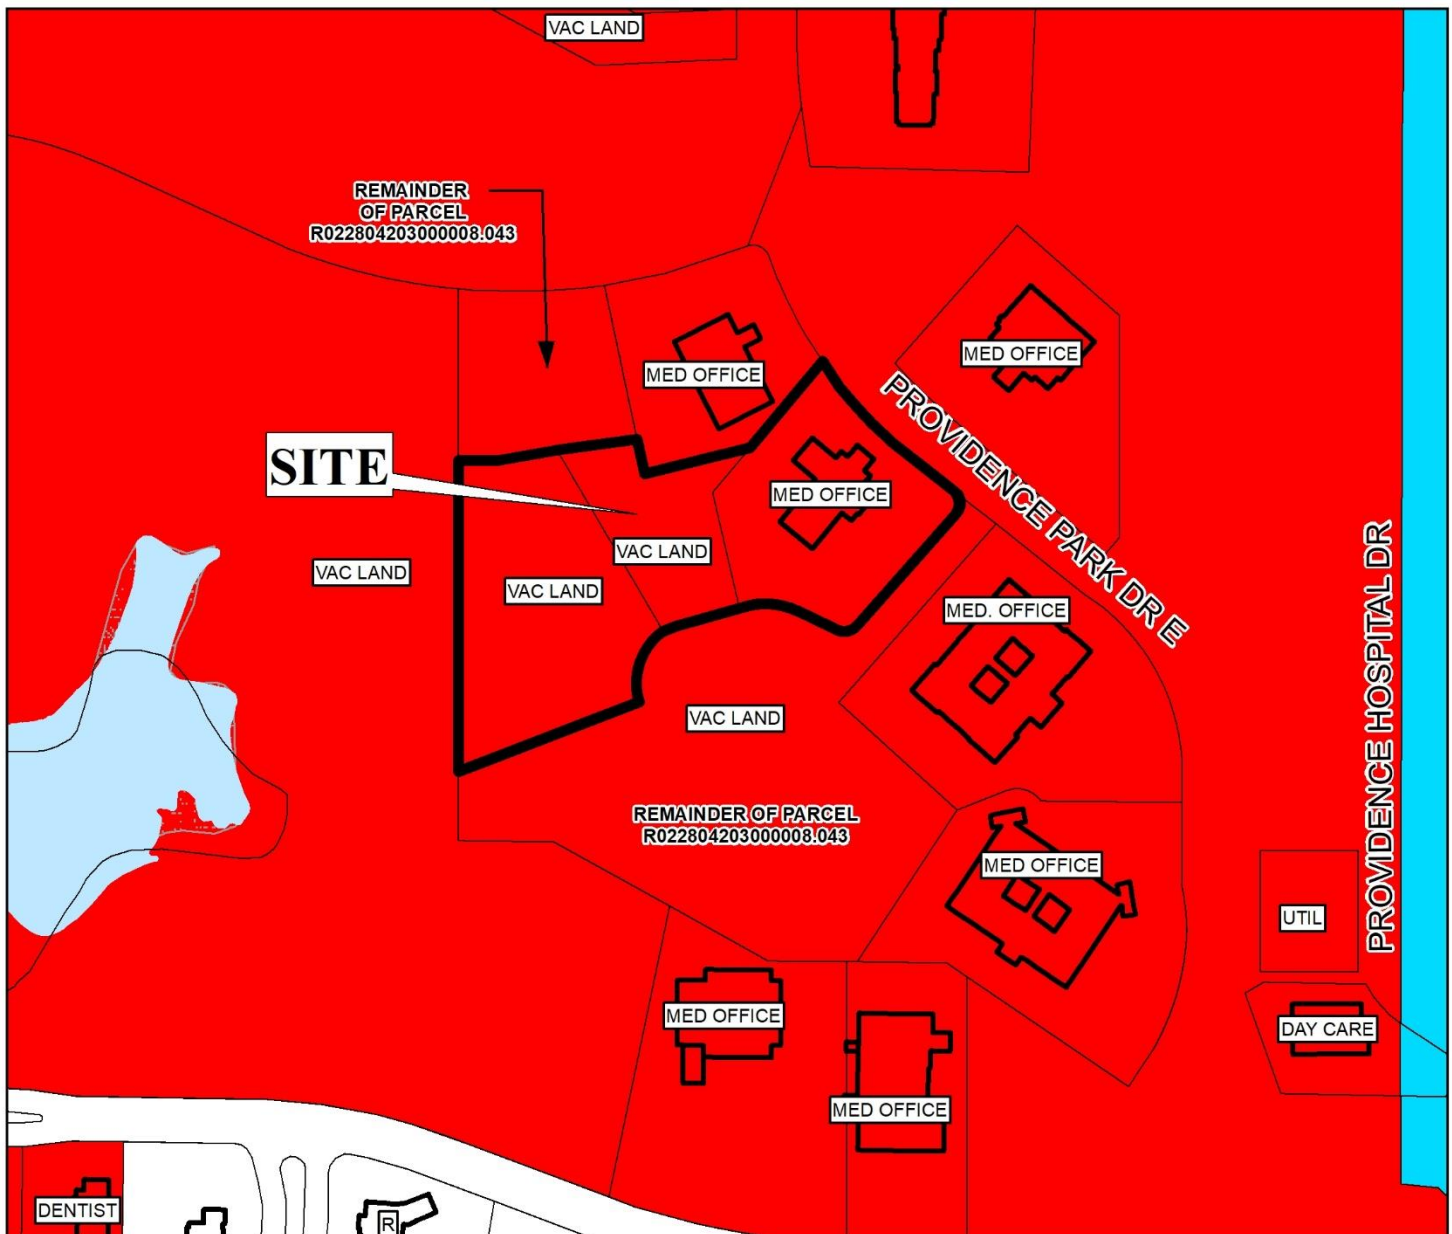 VAC LAND
REMAINDER
OF PARCEL
R022804203000008.043
MED OFFICE
MED OFFICE
PROVIDENCE PARK DR E
SITE
MED OFFICE
VAC LAND
VAC LAND
VAC LAND
MED. OFFICE
PROVIDENCE HOSPITAL DR
VAC LAND
REMAINDER OF PARCEL
R022804203000008.043
MED OFFICE
UTIL
MED OFFICE
DAY CARE
MED OFFICE
DENTIST
R